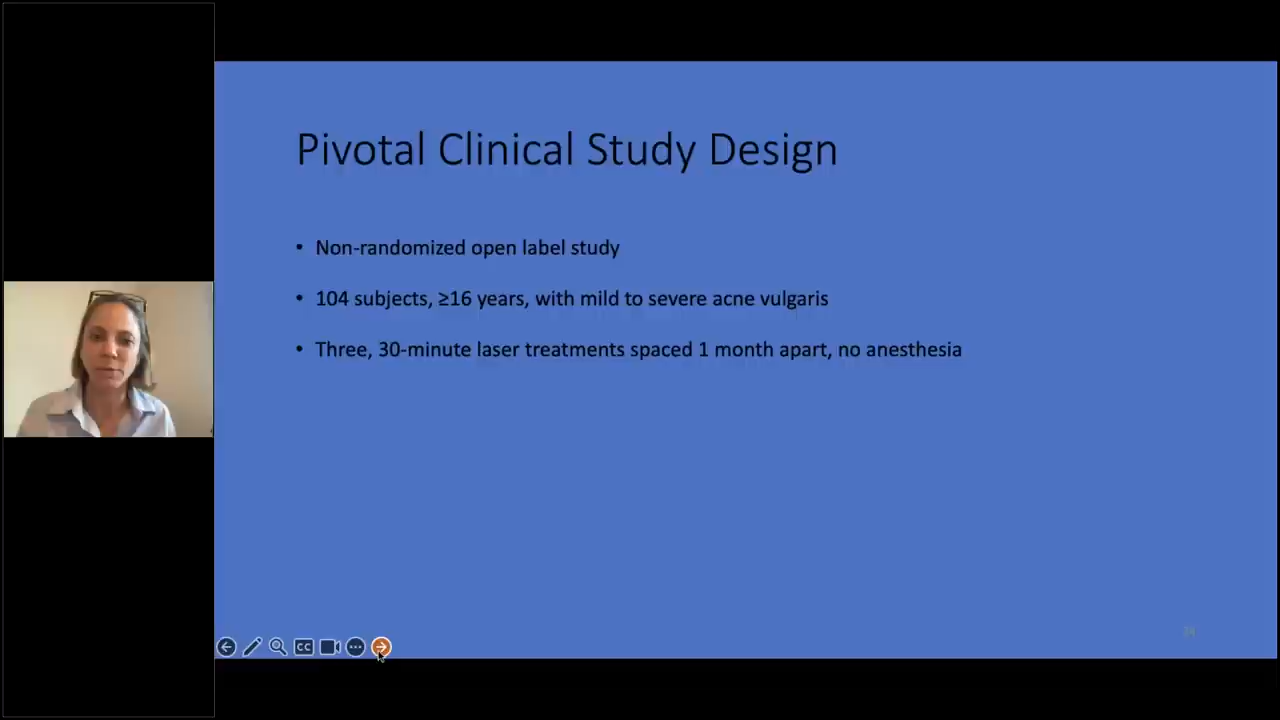 Pivotal Clinical Study Design
• Non-randomized open label study
• 104 subjects, ≥16 years, with mild to severe acne vulgaris
• Three, 30-minute laser treatments spaced 1 month apart, no anesthesia
CC